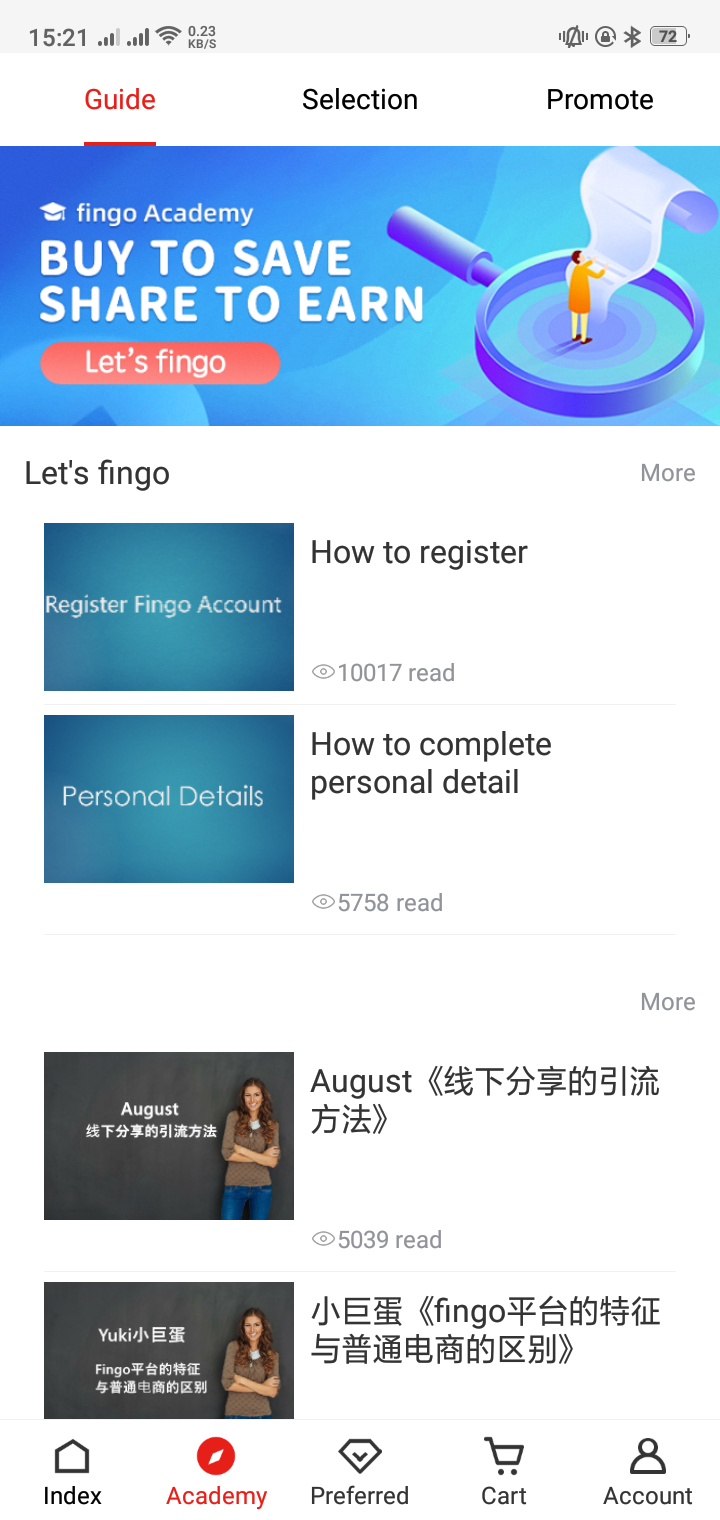 15:21
0.23
KB/S
72
Guide
Selection
Promote
fingo Academy
BUY TO SAVE
SHARE TO EARN
Let's fingo
Let's fingo
More
Register Fingo Account
How to register
10017 read
Personal Details
How to complete
personal detail
5758 read
More
August
线下分享的引流方法
August《线下分享的引流
方法》
5039 read
Yuki小巨蛋
Fingo平台的特征
与普通电商的区别
小巨蛋《fingo平台的特征
与普通电商的区别》
Index
Academy
Preferred
Cart
Account